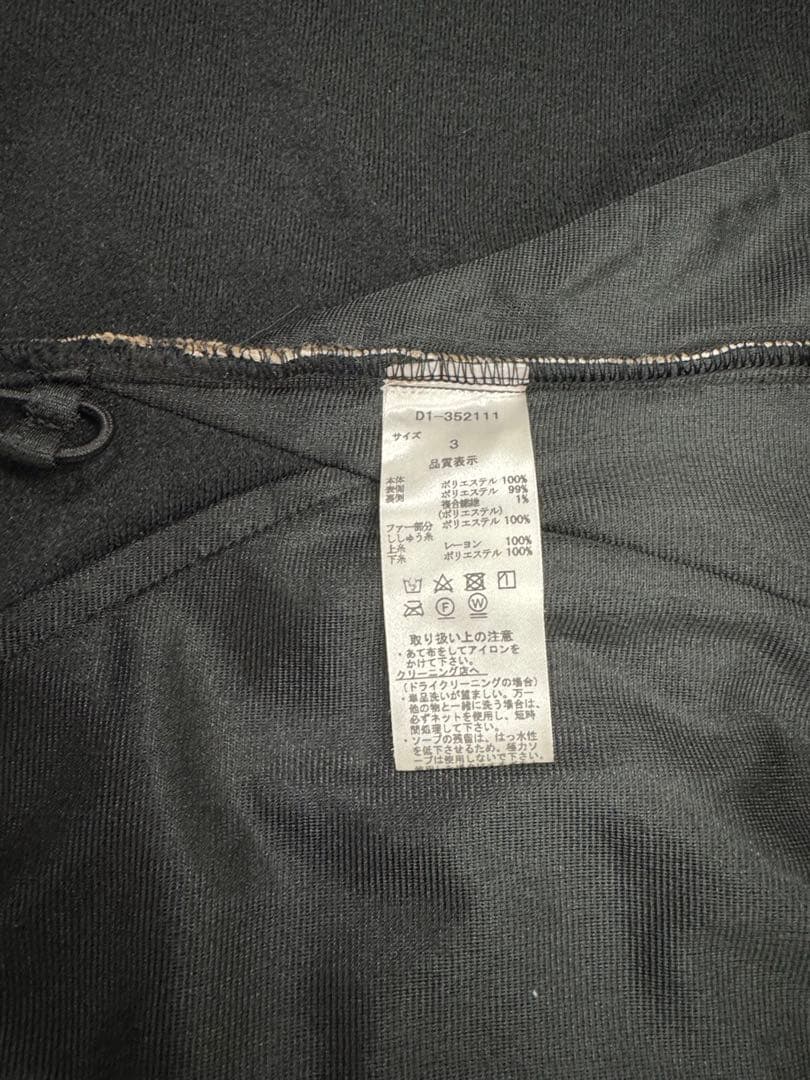 D1-352111
サイズ
3
品質表示
本体
表側 ポリエステル 100%
裏側 ポリエステル 99%
複合繊維 1%
(ポリエステル)
ファー部分 ポリエステル 100%
ししゅう糸
上糸 レーヨン 100%
下糸 ポリエステル 100%
F W
取り扱い上の注意
・あて布をしてアイロンを
かけて下さい。
クリーニング店へ
(ドライクリーニングの場合)
・単品洗いが望ましい。万一
他の物と一緒に洗う場合は、
必ずネットを使用し、短時
間処理して下さい。
・ソープの残留は、はっ水性
を低下させるため、極力ソ
ープは使用しないで下さい。